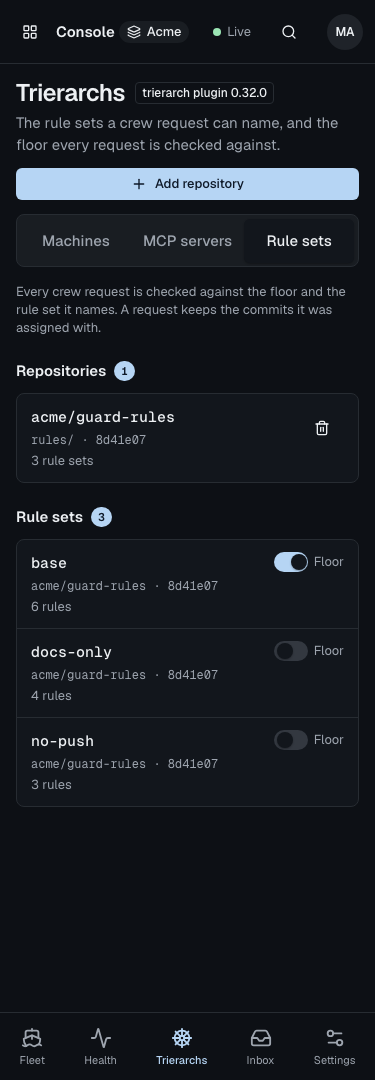 Console
Acme
Live
MA
Trierarchs
trierarch plugin 0.32.0
The rule sets a crew request can name, and the
floor every request is checked against.
Add repository
Machines
MCP servers
Rule sets
Every crew request is checked against the floor and the
rule set it names. A request keeps the commits it was
assigned with.
Repositories 1
acme/guard-rules
rules/ · 8d41e07
3 rule sets
Rule sets 3
base
Floor
acme/guard-rules · 8d41e07
6 rules
docs-only
Floor
acme/guard-rules · 8d41e07
4 rules
no-push
Floor
acme/guard-rules · 8d41e07
3 rules
Fleet
Health
Trierarchs
Inbox
Settings